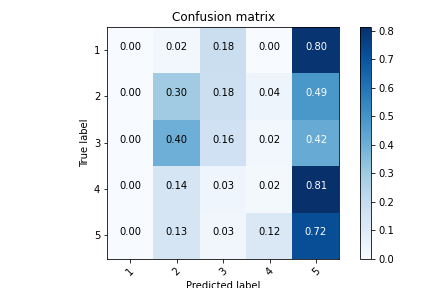 Confusion matrix
True label
1 0.00 0.02 0.18 0.00 0.80
2 0.00 0.30 0.18 0.04 0.49
3 0.00 0.40 0.16 0.02 0.42
4 0.00 0.14 0.03 0.02 0.81
5 0.00 0.13 0.03 0.12 0.72
1 2 3 4 5
Predicted label
0.8
0.7
0.6
0.5
0.4
0.3
0.2
0.1
0.0